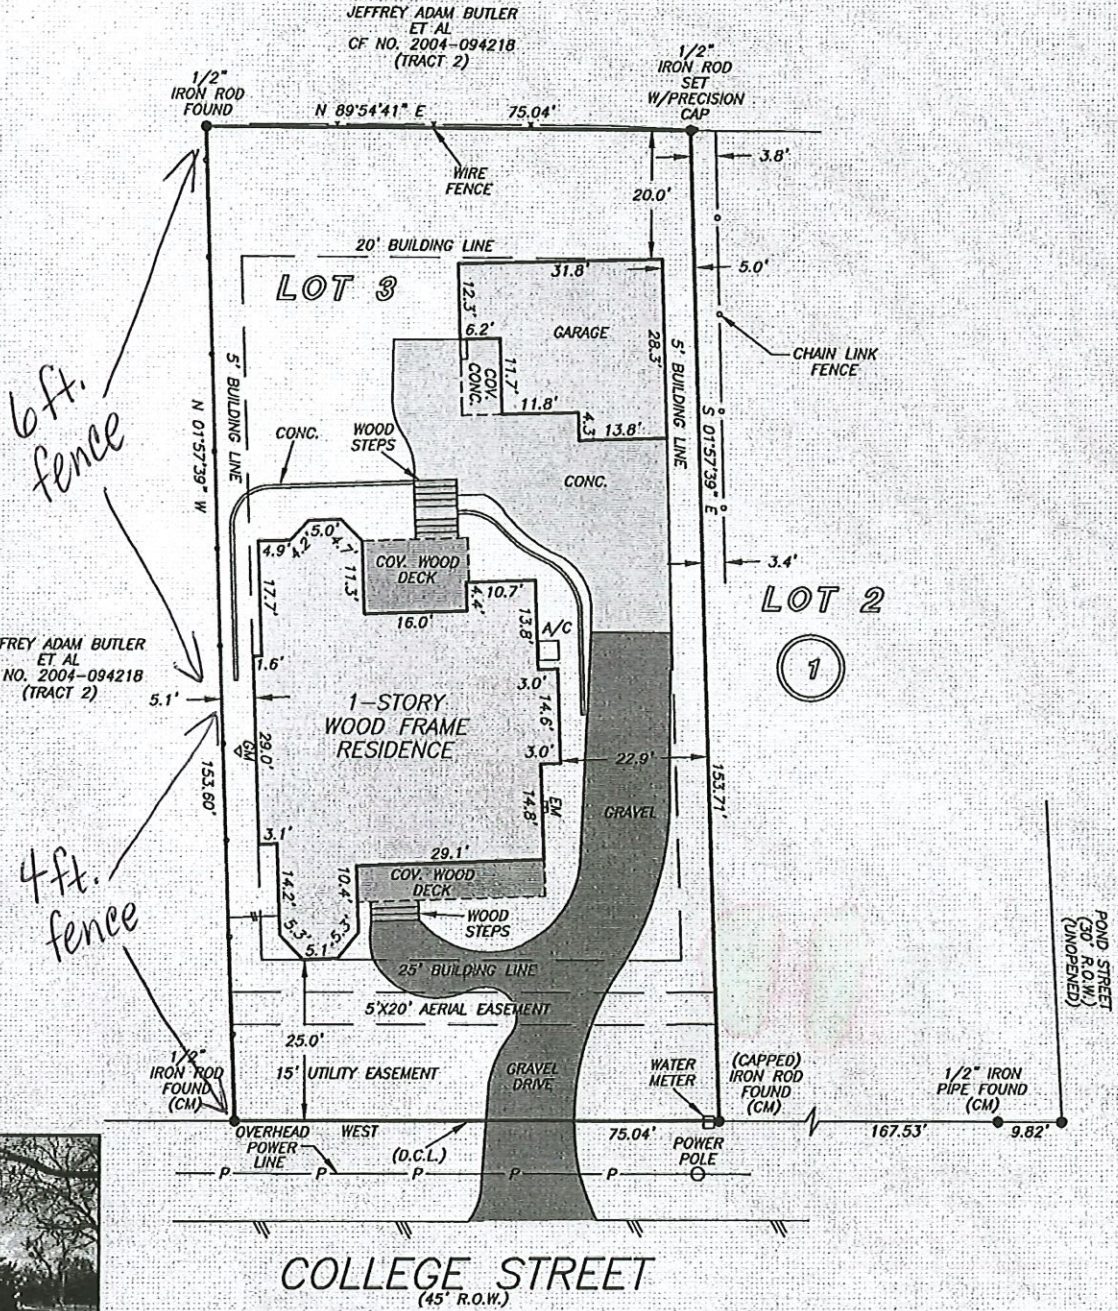 JEFFREY ADAM BUTLER
ET AL
CF NO. 2004-094218
(TRACT 2)
1/2"
IRON ROD
FOUND
N 89°54'41" E
75.04'
1/2"
IRON ROD
SET
W/PRECISION
CAP
WIRE
FENCE
3.8'
20.0'
20' BUILDING LINE
LOT 3
31.8'
5.0'
12.3'
6.2'
GARAGE
28.3'
5' BUILDING LINE
CHAIN LINK
FENCE
COV.
CONC.
11.7'
11.8'
4.3'
13.8'
6ft.
fence
5' BUILDING LINE
N 01°57'39" W
CONC.
WOOD
STEPS
CONC.
S 01°57'39" E
5.0'
4.9'
4.2'
4.7'
COV. WOOD
DECK
11.3'
17.7'
16.0'
4.4'
10.7'
13.8'
A/C
3.4'
LOT 2
1
FREY ADAM BUTLER
ET AL
NO. 2004-094218
(TRACT 2)
5.1'
1.6'
1-STORY
WOOD FRAME
RESIDENCE
3.0'
14.6'
3.0'
22.9'
GM
29.0'
153.60'
153.71'
14.8'
EM
GRAVEL
4ft.
fence
3.1'
29.1'
COV. WOOD
DECK
14.2'
10.4'
5.3'
5.1'
5.3'
WOOD
STEPS
25' BUILDING LINE
5'X20' AERIAL EASEMENT
25.0'
15' UTILITY EASEMENT
GRAVEL
DRIVE
POND STREET
(30' R.O.W.)
(UNOPENED)
1/2"
IRON ROD
FOUND
(CM)
WATER
METER
(CAPPED)
IRON ROD
FOUND
(CM)
1/2" IRON
PIPE FOUND
(CM)
OVERHEAD
POWER
LINE
WEST
(D.C.L.)
75.04'
POWER
POLE
167.53'
9.82'
P P P P P
COLLEGE STREET
(45' R.O.W.)